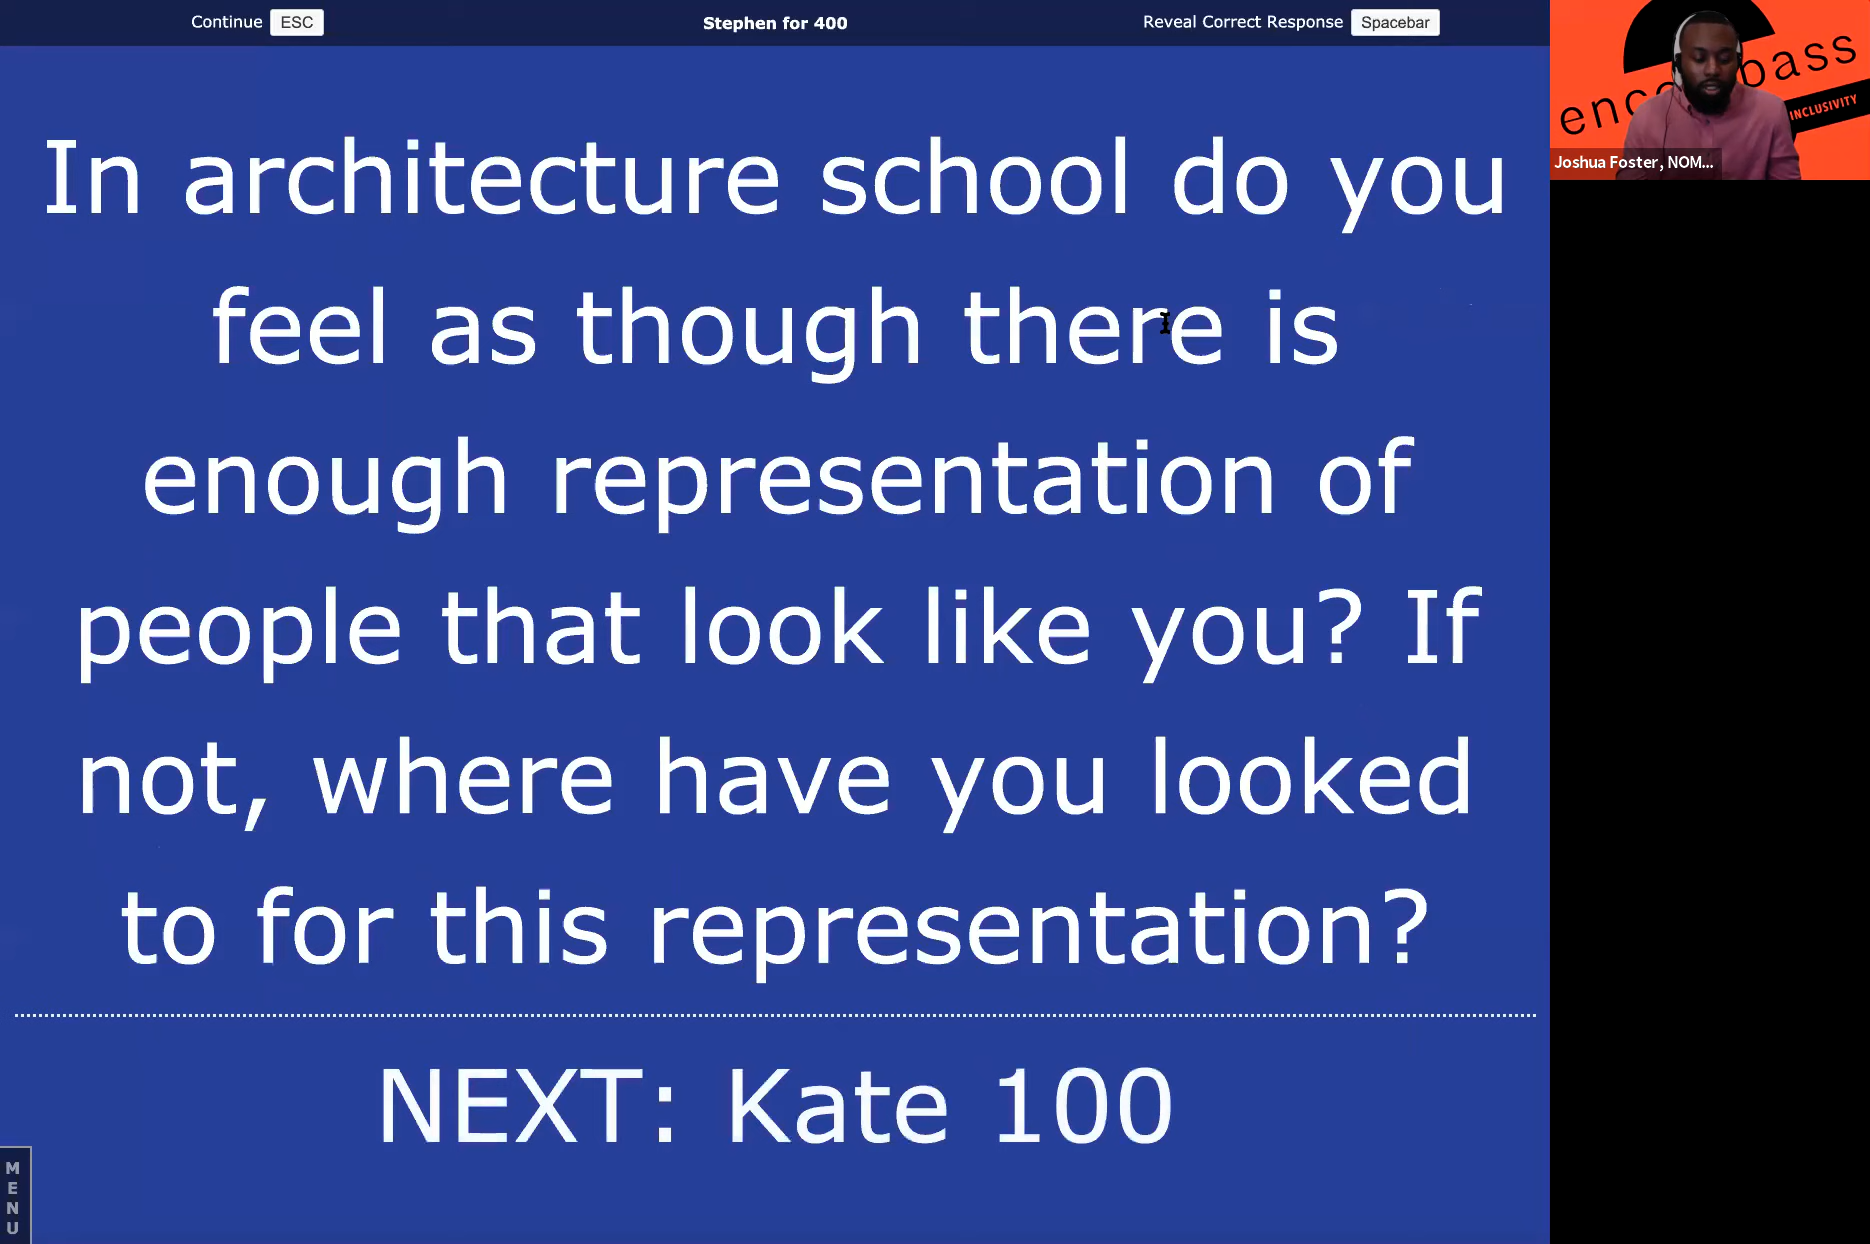 Continue ESC
Stephen for 400
Reveal Correct Response Spacebar
In architecture school do you
feel as though there is
enough representation of
people that look like you? If
not, where have you looked
to for this representation?
NEXT: Kate 100
MENU
bass
INCLUSIVITY
Joshua Foster, NOM...